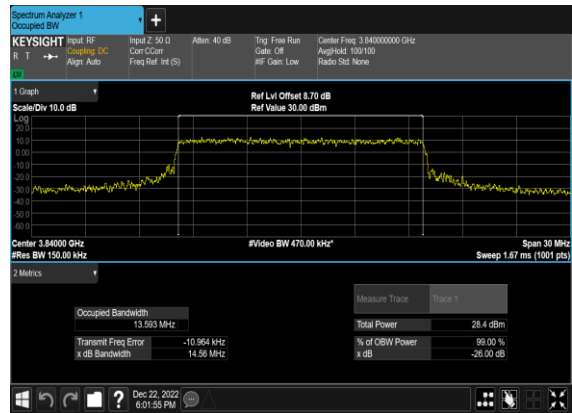 Spectrum Analyzer 1
Occupied BW
+
KEYSIGHT Input: RF Input Z: 50 Ω Atten: 40 dB Trig: Free Run Center Freq: 3.840000000 GHz
R T Coupling: DC Corr CCorr Gate: Off Avg|Hold: 100/100
Align: Auto Freq Ref: Int (S) #IF Gain: Low Radio Std: None
1 Graph
Ref Lvl Offset 8.70 dB
Scale/Div 10.0 dB Ref Value 30.00 dBm
Log
20.0
10.0
0.00
-10.0
-20.0
-30.0
-40.0
-50.0
-60.0
Center 3.84000 GHz #Video BW 470.00 kHz* Span 30 MHz
#Res BW 150.00 kHz Sweep 1.67 ms (1001 pts)
2 Metrics
Measure Trace Trace 1
Occupied Bandwidth
13.593 MHz Total Power 28.4 dBm
Transmit Freq Error -10.964 kHz % of OBW Power 99.00 %
x dB Bandwidth 14.56 MHz x dB -26.00 dB
?
Dec 22, 2022
6:01:55 PM